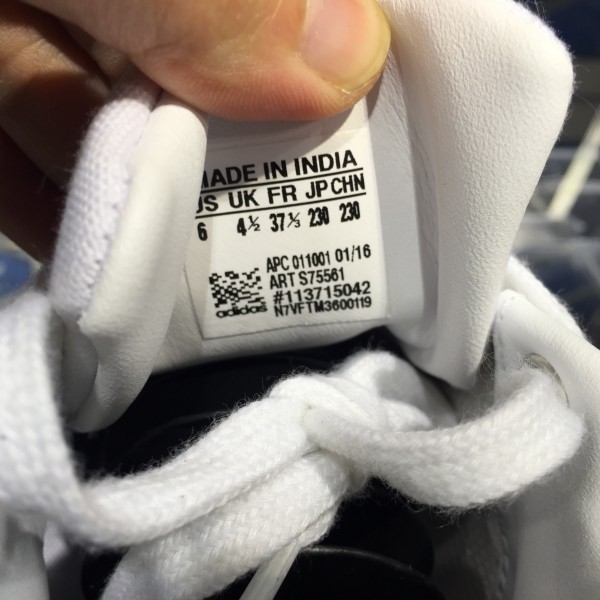 MADE IN INDIA
US UK FR JP CHN
6 4½ 37⅓ 230 230
APC 011001 01/16
ART S75561
#113715042
adidas N7VFTM3600119